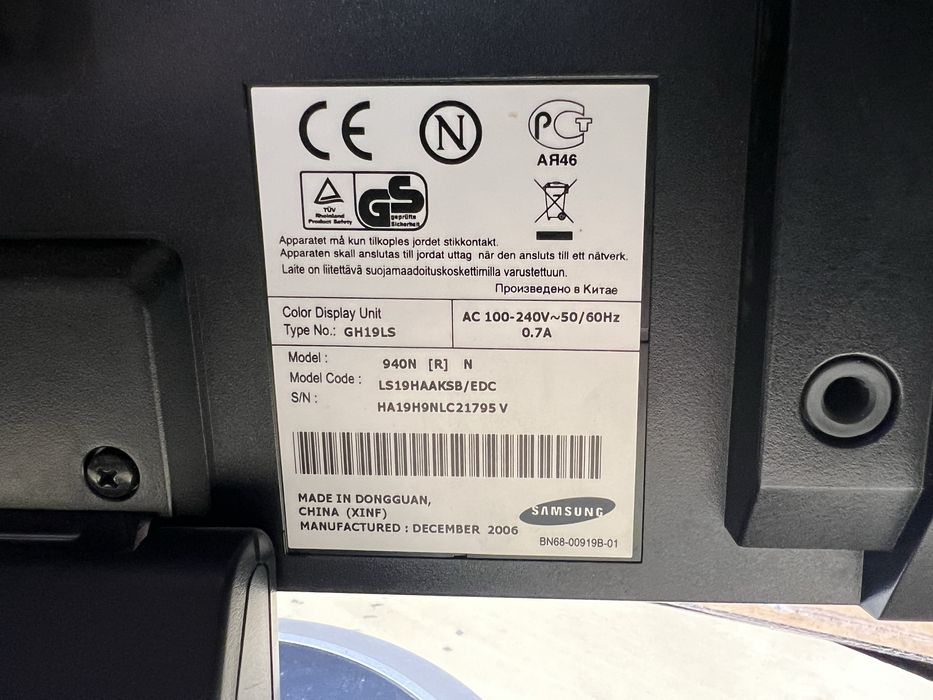 CE
N
PCT
АЯ46
TÜV
Rheinland
Product Safety
GS
geprüfte
Sicherheit
Apparatet må kun tilkoples jordet stikkontakt.
Apparaten skall anslutas till jordat uttag när den ansluts till ett nätverk.
Laite on liitettävä suojamaadoituskoskettimilla varustettuun.
Произведено в Китае
Color Display Unit
Type No.: GH19LS
AC 100-240V~50/60Hz
0.7A
Model : 940N [R] N
Model Code : LS19HAAKSB/EDC
S/N : HA19H9NLC21795 V
MADE IN DONGGUAN,
CHINA (XINF)
MANUFACTURED : DECEMBER 2006
SAMSUNG
BN68-00919B-01